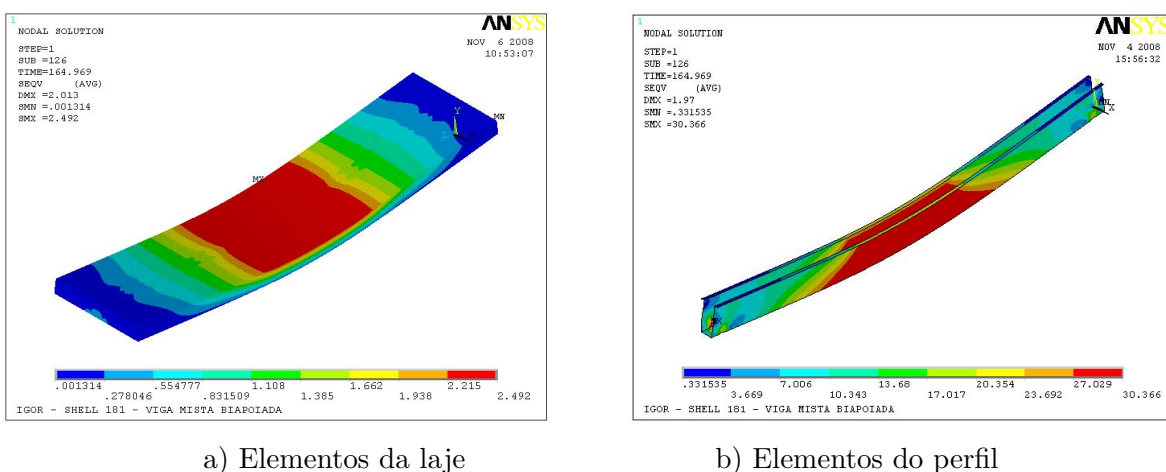 1
ANSYS
NODAL SOLUTION
NOV 6 2008
10:53:07
STEP=1
SUB =126
TIME=164.969
SEQV (AVG)
DMX =2.013
SMN =.001314
SMX =2.492
Y
MN
MX
.001314 .554777 1.108 1.662 2.215
.278046 .831509 1.385 1.938 2.492
IGOR - SHELL 181 - VIGA MISTA BIAPOIADA
a) Elementos da laje
1
ANSYS
NODAL SOLUTION
NOV 4 2008
15:56:32
STEP=1
SUB =126
TIME=164.969
SEQV (AVG)
DMX =1.97
SMN =.331535
SMX =30.366
MN
X
.331535 7.006 13.68 20.354 27.029
3.669 10.343 17.017 23.692 30.366
IGOR - SHELL 181 - VIGA MISTA BIAPOIADA
b) Elementos do perfil